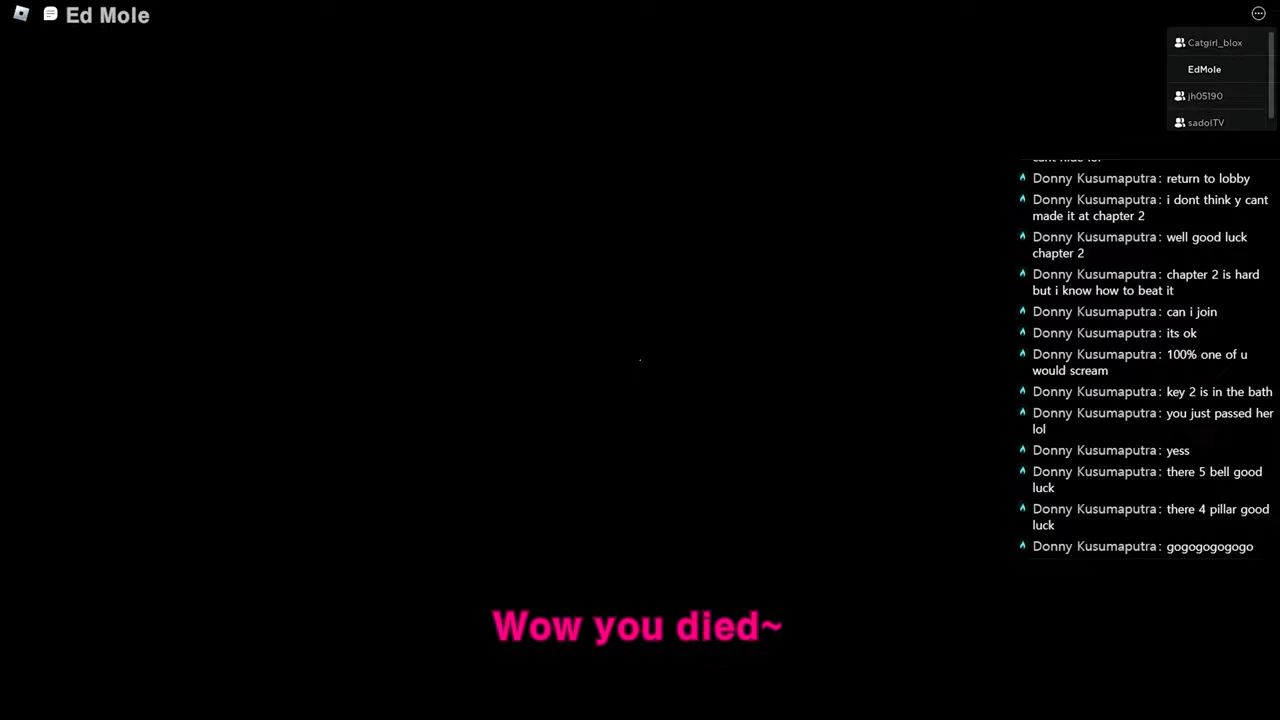 Ed Mole
Catgirl_blox
EdMole
jh05190
sadolTV
Donny Kusumaputra: return to lobby
Donny Kusumaputra: i dont think y cant
made it at chapter 2
Donny Kusumaputra: well good luck
chapter 2
Donny Kusumaputra: chapter 2 is hard
but i know how to beat it
Donny Kusumaputra: can i join
Donny Kusumaputra: its ok
Donny Kusumaputra: 100% one of u
would scream
Donny Kusumaputra: key 2 is in the bath
Donny Kusumaputra: you just passed her
lol
Donny Kusumaputra: yess
Donny Kusumaputra: there 5 bell good
luck
Donny Kusumaputra: there 4 pillar good
luck
Donny Kusumaputra: gogogogogogo
Wow you died~